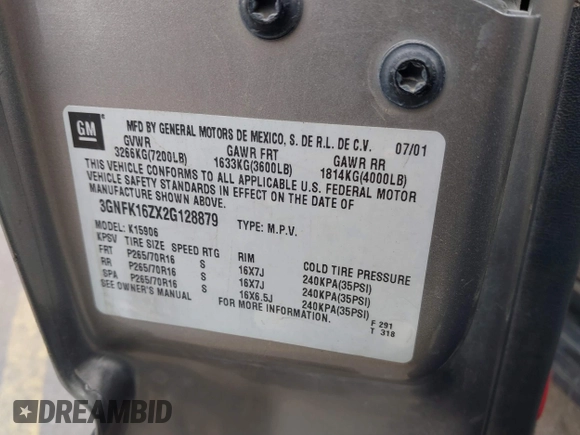 GM
MFD BY GENERAL MOTORS DE MEXICO, S. DE R.L. DE C.V. 07/01
GVWR GAWR FRT GAWR RR
3266KG(7200LB) 1633KG(3600LB) 1814KG(4000LB)
THIS VEHICLE CONFORMS TO ALL APPLICABLE U.S. FEDERAL MOTOR
VEHICLE SAFETY STANDARDS IN EFFECT ON THE DATE OF
MANUFACTURE SHOWN ABOVE.
3GNFK16ZX2G128879 TYPE: M.P.V.
MODEL: K15906
KPSV TIRE SIZE SPEED RTG RIM COLD TIRE PRESSURE
FRT P265/70R16 S 16X7J 240KPA(35PSI)
RR P265/70R16 S 16X7J 240KPA(35PSI)
SPA P265/70R16 S 16X6.5J 240KPA(35PSI)
SEE OWNER'S MANUAL FOR MORE INFORMATION.
F 291
T 318
DREAMBID